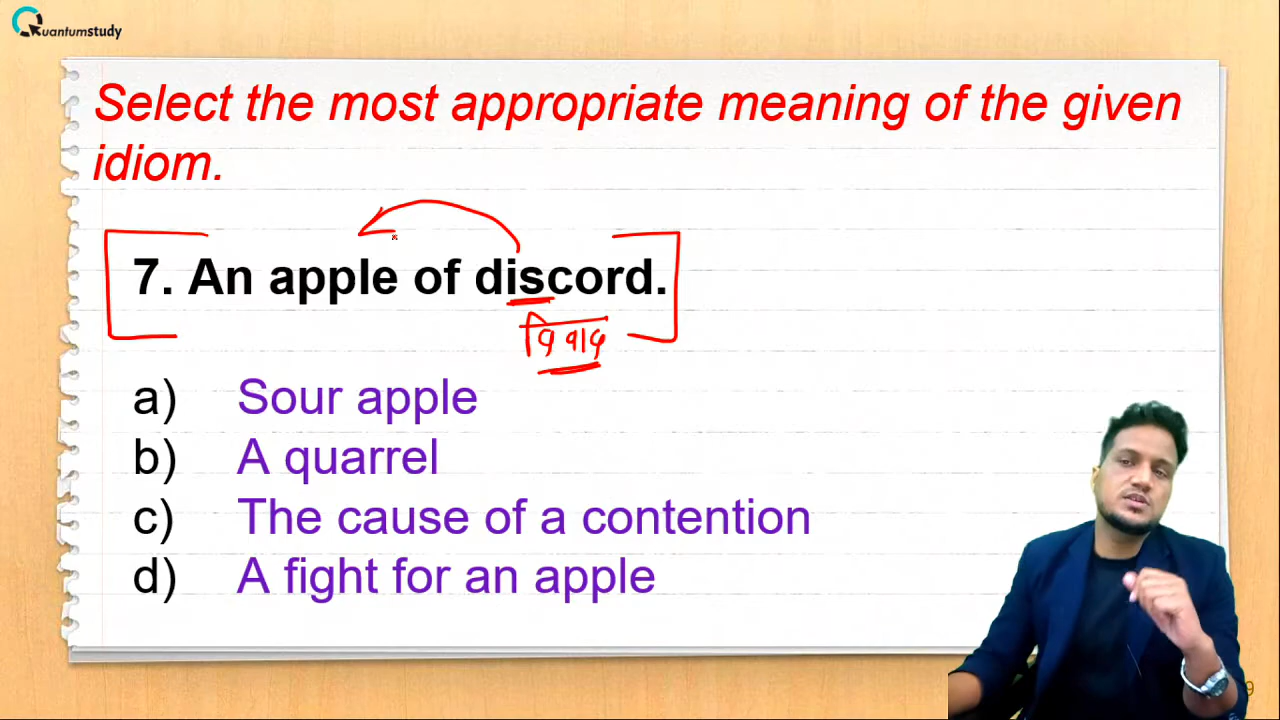 Quantumstudy
Select the most appropriate meaning of the given
idiom.
7. An apple of discord.
विवाद
a) Sour apple
b) A quarrel
c) The cause of a contention
d) A fight for an apple
9